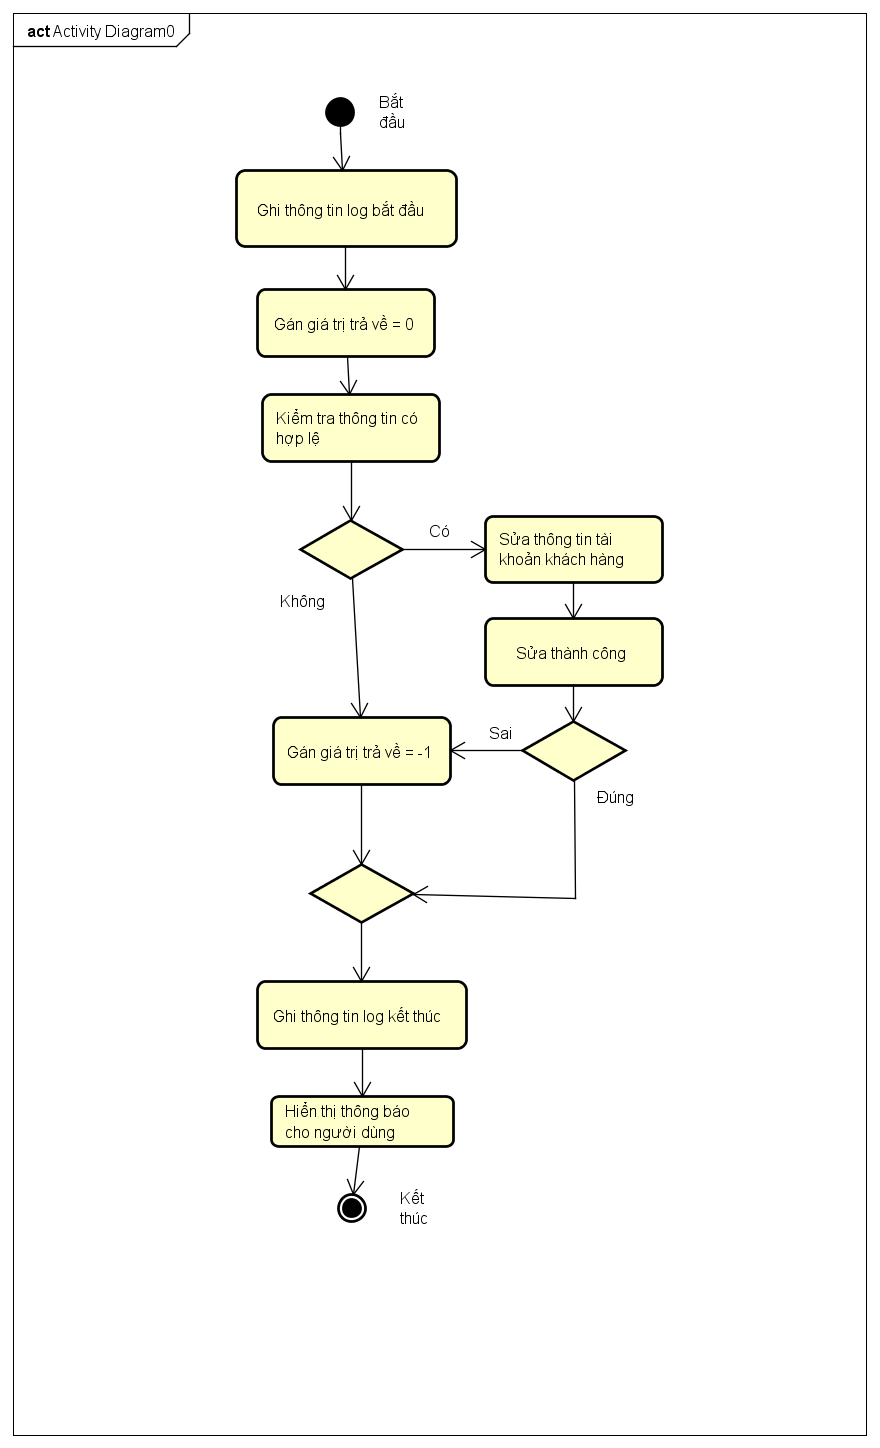 act Activity Diagram0
Bắt
đầu
Ghi thông tin log bắt đầu
Gán giá trị trả về = 0
Kiểm tra thông tin có
hợp lệ
Có
Sửa thông tin tài
khoản khách hàng
Không
Sửa thành công
Sai
Gán giá trị trả về = -1
Đúng
Ghi thông tin log kết thúc
Hiển thị thông báo
cho người dùng
Kết
thúc